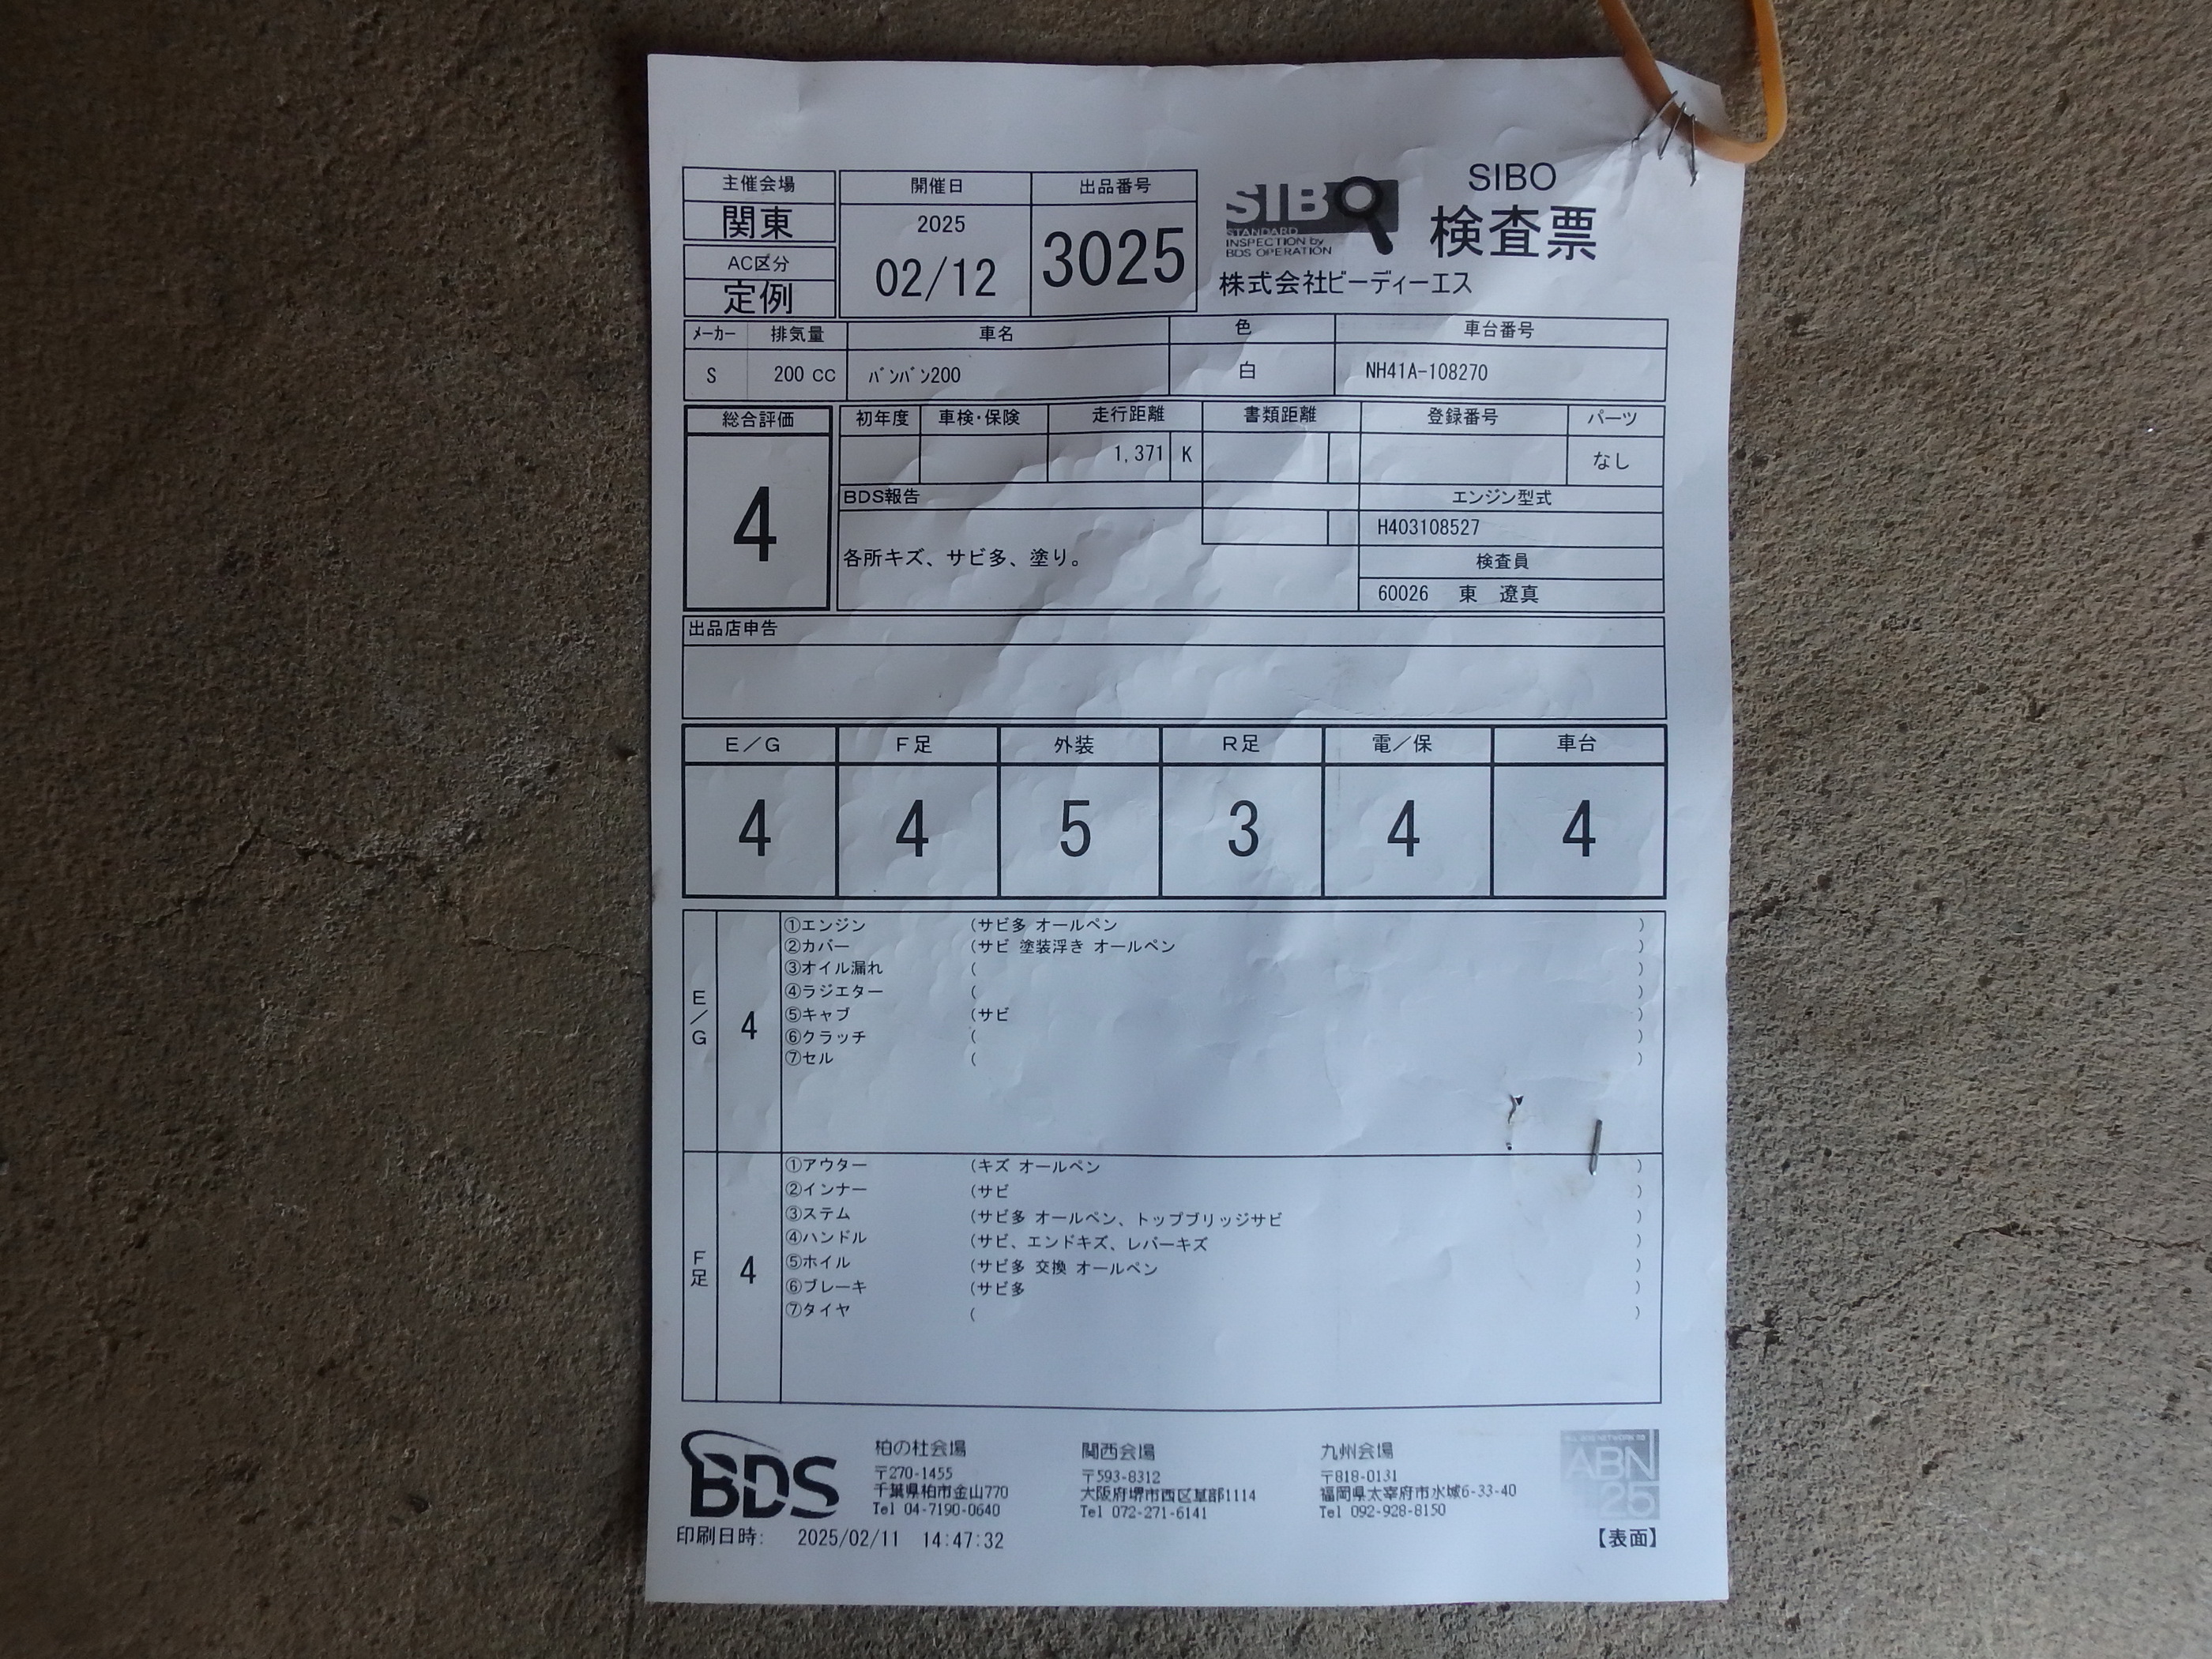 主催会場
関東
AC区分
定例
開催日
2025
02/12
出品番号
3025
SIBO
STANDARD
INSPECTION by
BDS OPERATION
SIBO
検査票
株式会社ビーディーエス
ﾒｰｶｰ 排気量 車名 色 車台番号
S 200 CC ﾊﾞﾝﾊﾞﾝ200 白 NH41A-108270
総合評価
4
初年度 車検・保険 走行距離 書類距離 登録番号 パーツ
1,371 K なし
BDS報告
各所キズ、サビ多、塗り。
エンジン型式
H403108527
検査員
60026 東 遼真
出品店申告
E/G F足 外装 R足 電/保 車台
4 4 5 3 4 4
E/G
4
①エンジン (サビ多 オールペン )
②カバー (サビ 塗装浮き オールペン )
③オイル漏れ ( )
④ラジエター ( )
⑤キャブ (サビ )
⑥クラッチ ( )
⑦セル ( )
F足
4
①アウター (キズ オールペン )
②インナー (サビ )
③ステム (サビ多 オールペン、トップブリッジサビ )
④ハンドル (サビ、エンドキズ、レバーキズ )
⑤ホイル (サビ多 交換 オールペン )
⑥ブレーキ (サビ多 )
⑦タイヤ ( )
BDS
柏の杜会場
〒270-1455
千葉県柏市金山770
Tel 04-7190-0640
関西会場
〒593-8312
大阪府堺市西区草部1114
Tel 072-271-6141
九州会場
〒818-0131
福岡県太宰府市水城6-33-40
Tel 092-928-8150
ABN
25
印刷日時: 2025/02/11 14:47:32
【表面】